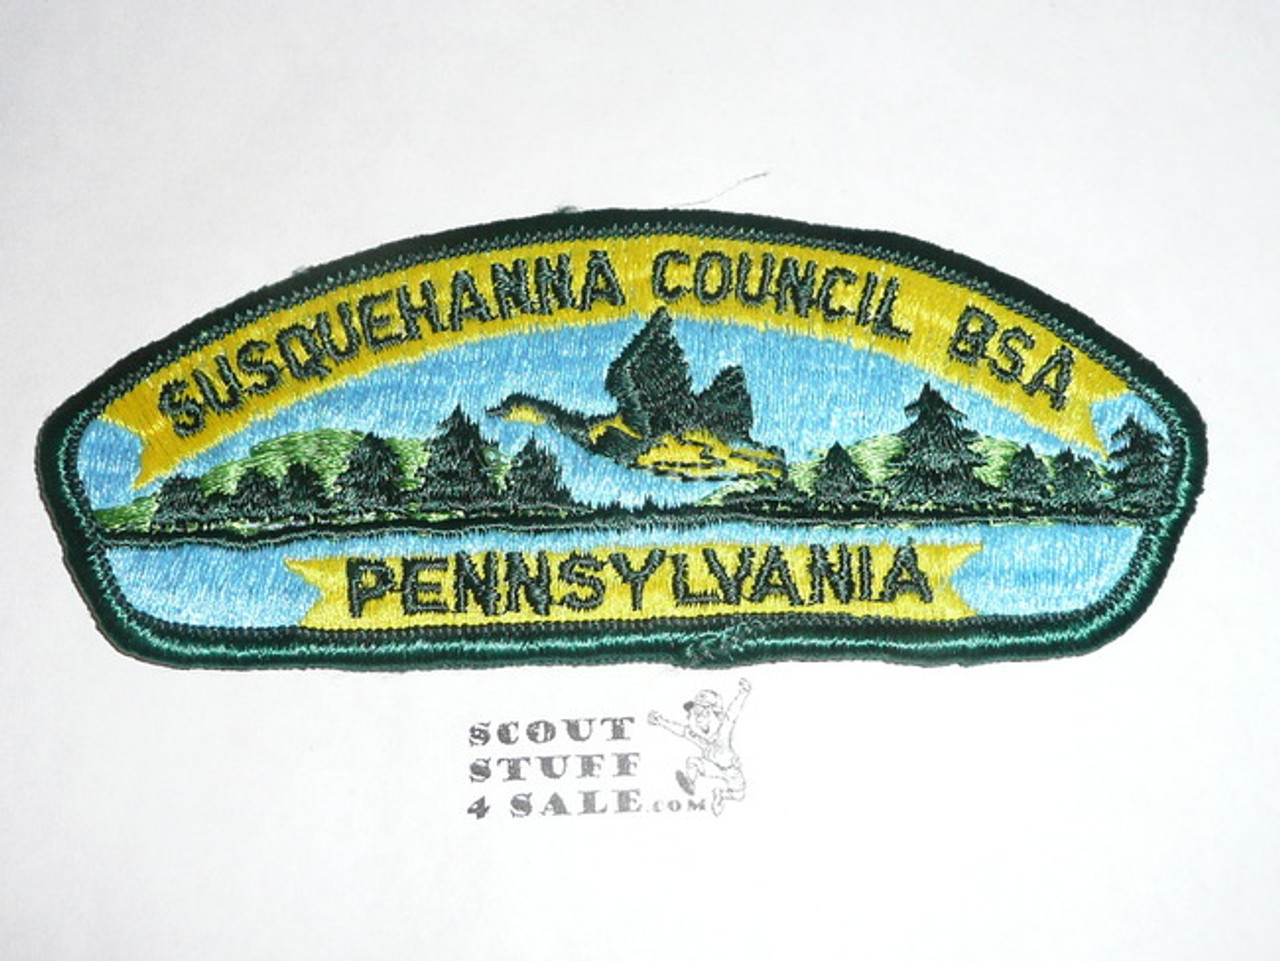 SUSQUEHANNA COUNCIL BSA
PENNSYLVANIA
SCOUT
STUFF
4 SALE.COM